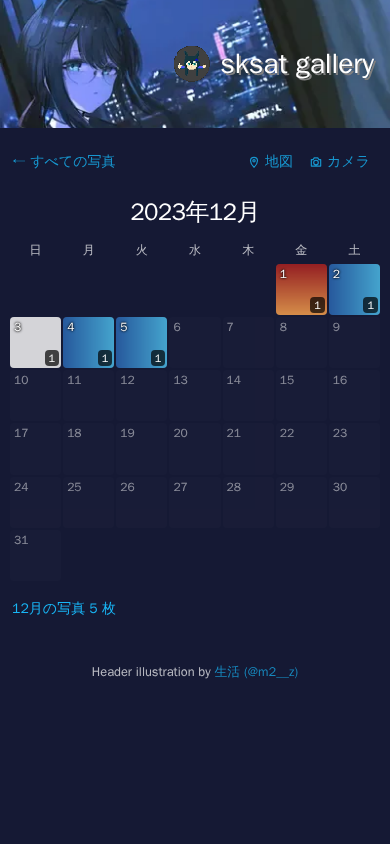 sksat gallery
← すべての写真 地図 カメラ
2023年12月
日 月 火 水 木 金 土
1 2
1 1
3 4 5 6 7 8 9
1 1 1
10 11 12 13 14 15 16
17 18 19 20 21 22 23
24 25 26 27 28 29 30
31
12月の写真 5 枚
Header illustration by 生活 (@m2__z)